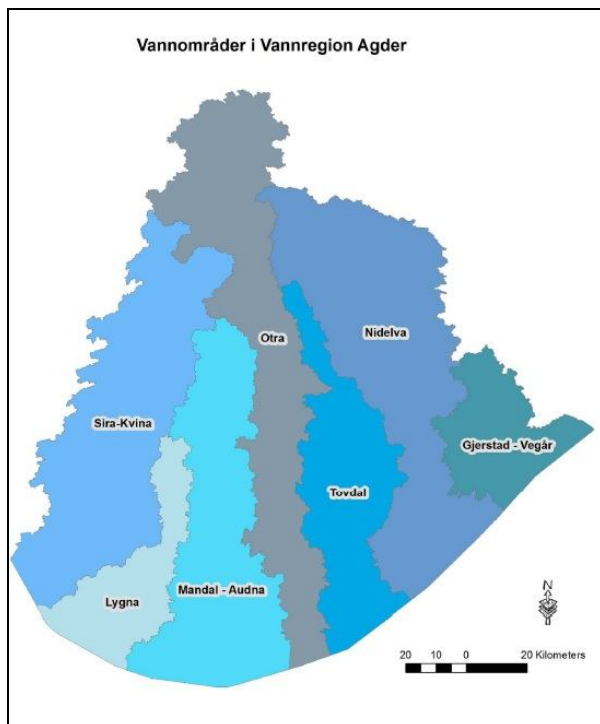 Vannområder i Vannregion Agder
Otra
Nidelva
Sira-Kvina
Gjerstad - Vegår
Tovdal
Lygna
Mandal - Audna
N
20 10 0 20 Kilometers